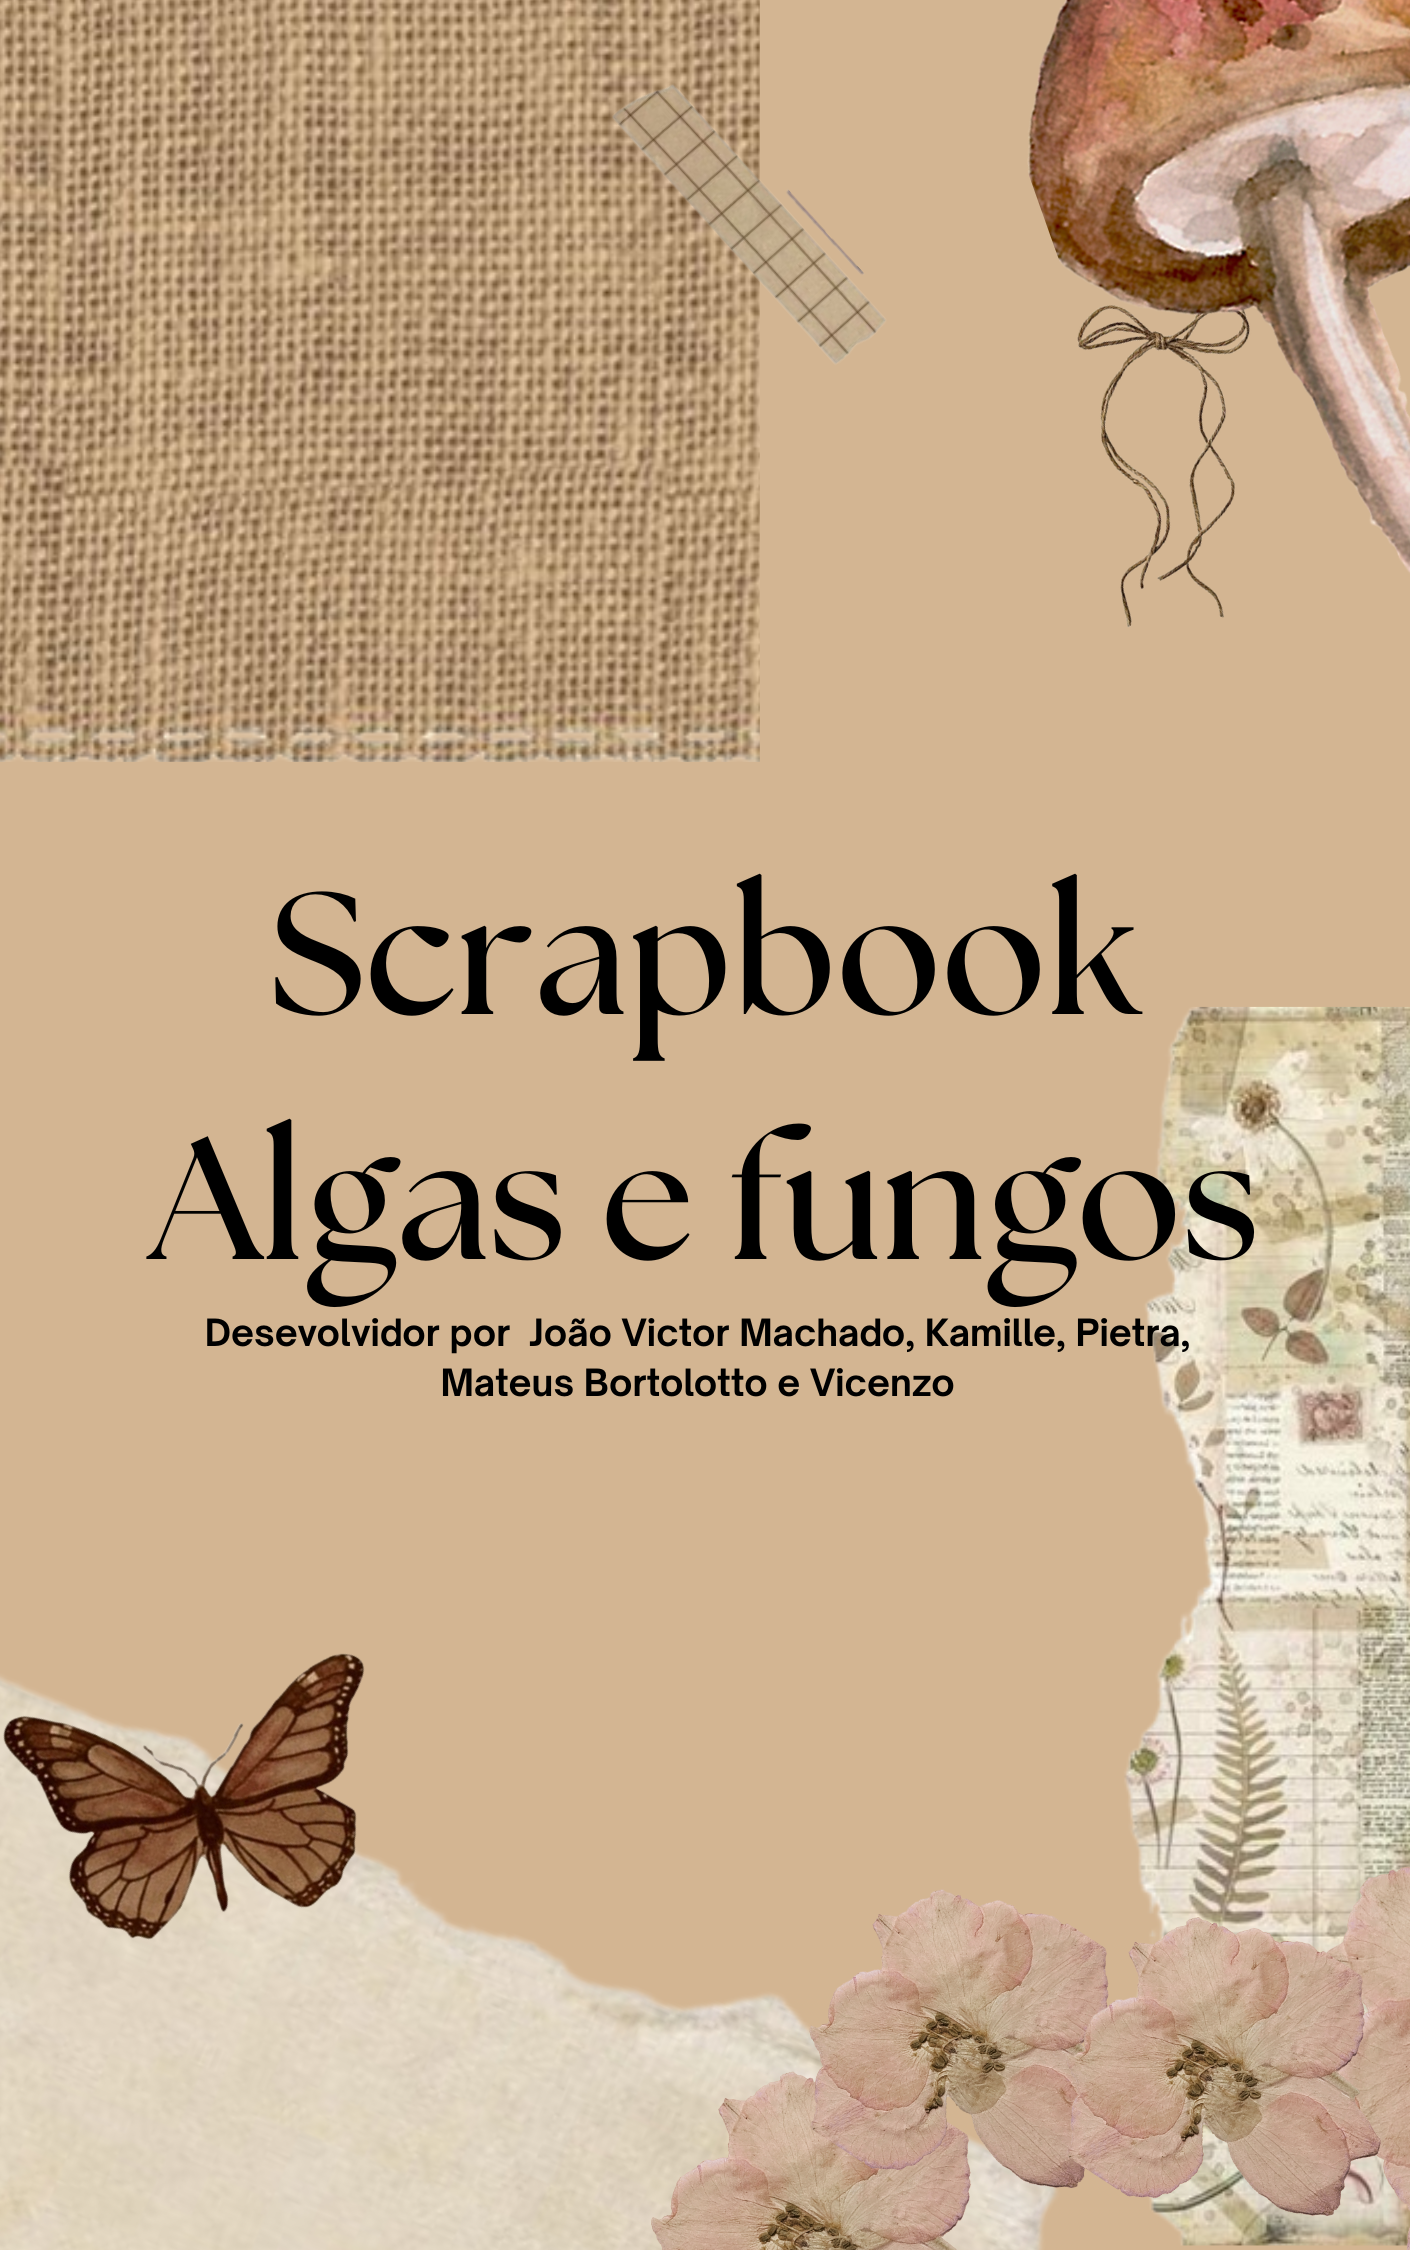 Scrapbook
Algas e fungos
Desevolvidor por  João Victor Machado, Kamille, Pietra,
Mateus Bortolotto e Vicenzo